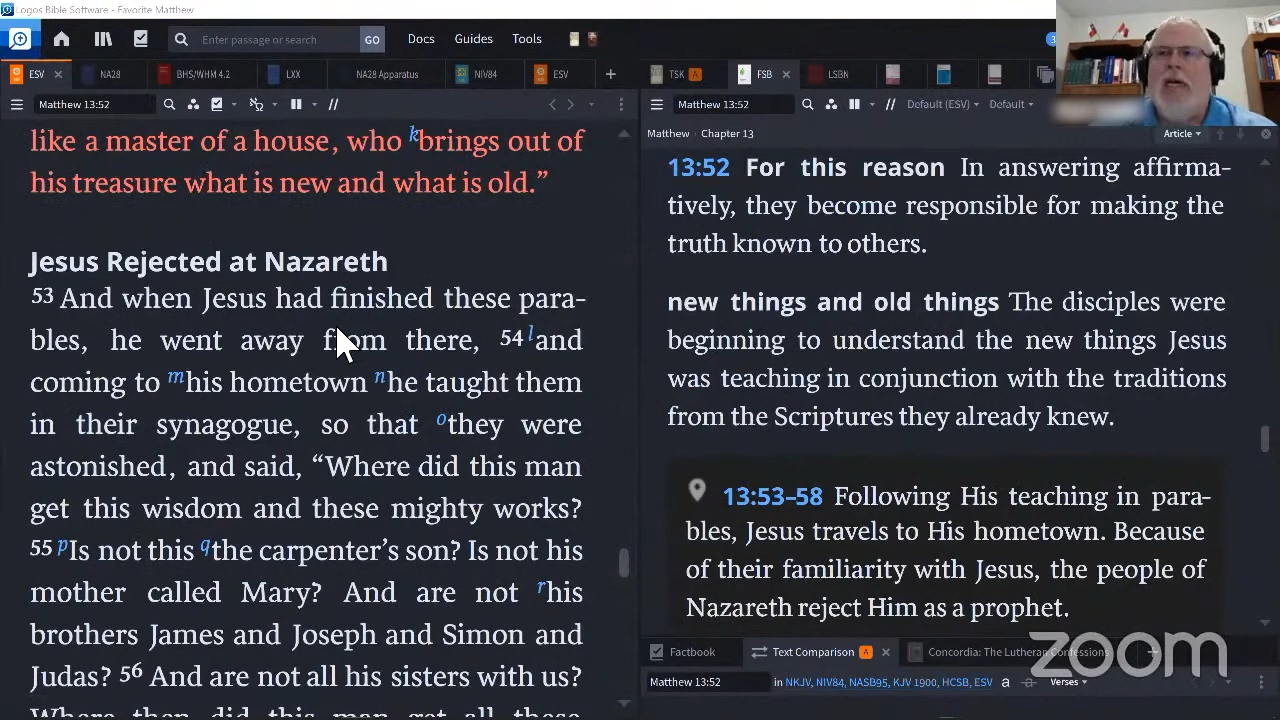 Logos Bible Software - Favorite Matthew
Enter passage or search
GO
Docs
Guides
Tools
ESV
NA28
BHS/WHM 4.2
LXX
NA28 Apparatus
NIV84
ESV
Matthew 13:52
like a master of a house, who kbrings out of
his treasure what is new and what is old.”
Jesus Rejected at Nazareth
53 And when Jesus had finished these para-
bles, he went away from there, 54 land
coming to mhis hometown nhe taught them
in their synagogue, so that othey were
astonished, and said, “Where did this man
get this wisdom and these mighty works?
55 pIs not this qthe carpenter’s son? Is not his
mother called Mary? And are not rhis
brothers James and Joseph and Simon and
Judas? 56 And are not all his sisters with us?
Where then did this man get all these
TSK A
FSB
LSBN
Matthew 13:52
Default (ESV)
Default
Matthew
Chapter 13
Article
13:52 For this reason In answering affirma-
tively, they become responsible for making the
truth known to others.
new things and old things The disciples were
beginning to understand the new things Jesus
was teaching in conjunction with the traditions
from the Scriptures they already knew.
13:53–58 Following His teaching in para-
bles, Jesus travels to His hometown. Because
of their familiarity with Jesus, the people of
Nazareth reject Him as a prophet.
Factbook
Text Comparison A
Concordia: The Lutheran Confessions
Matthew 13:52
in NKJV, NIV84, NASB95, KJV 1900, HCSB, ESV
a
Verses
zoom